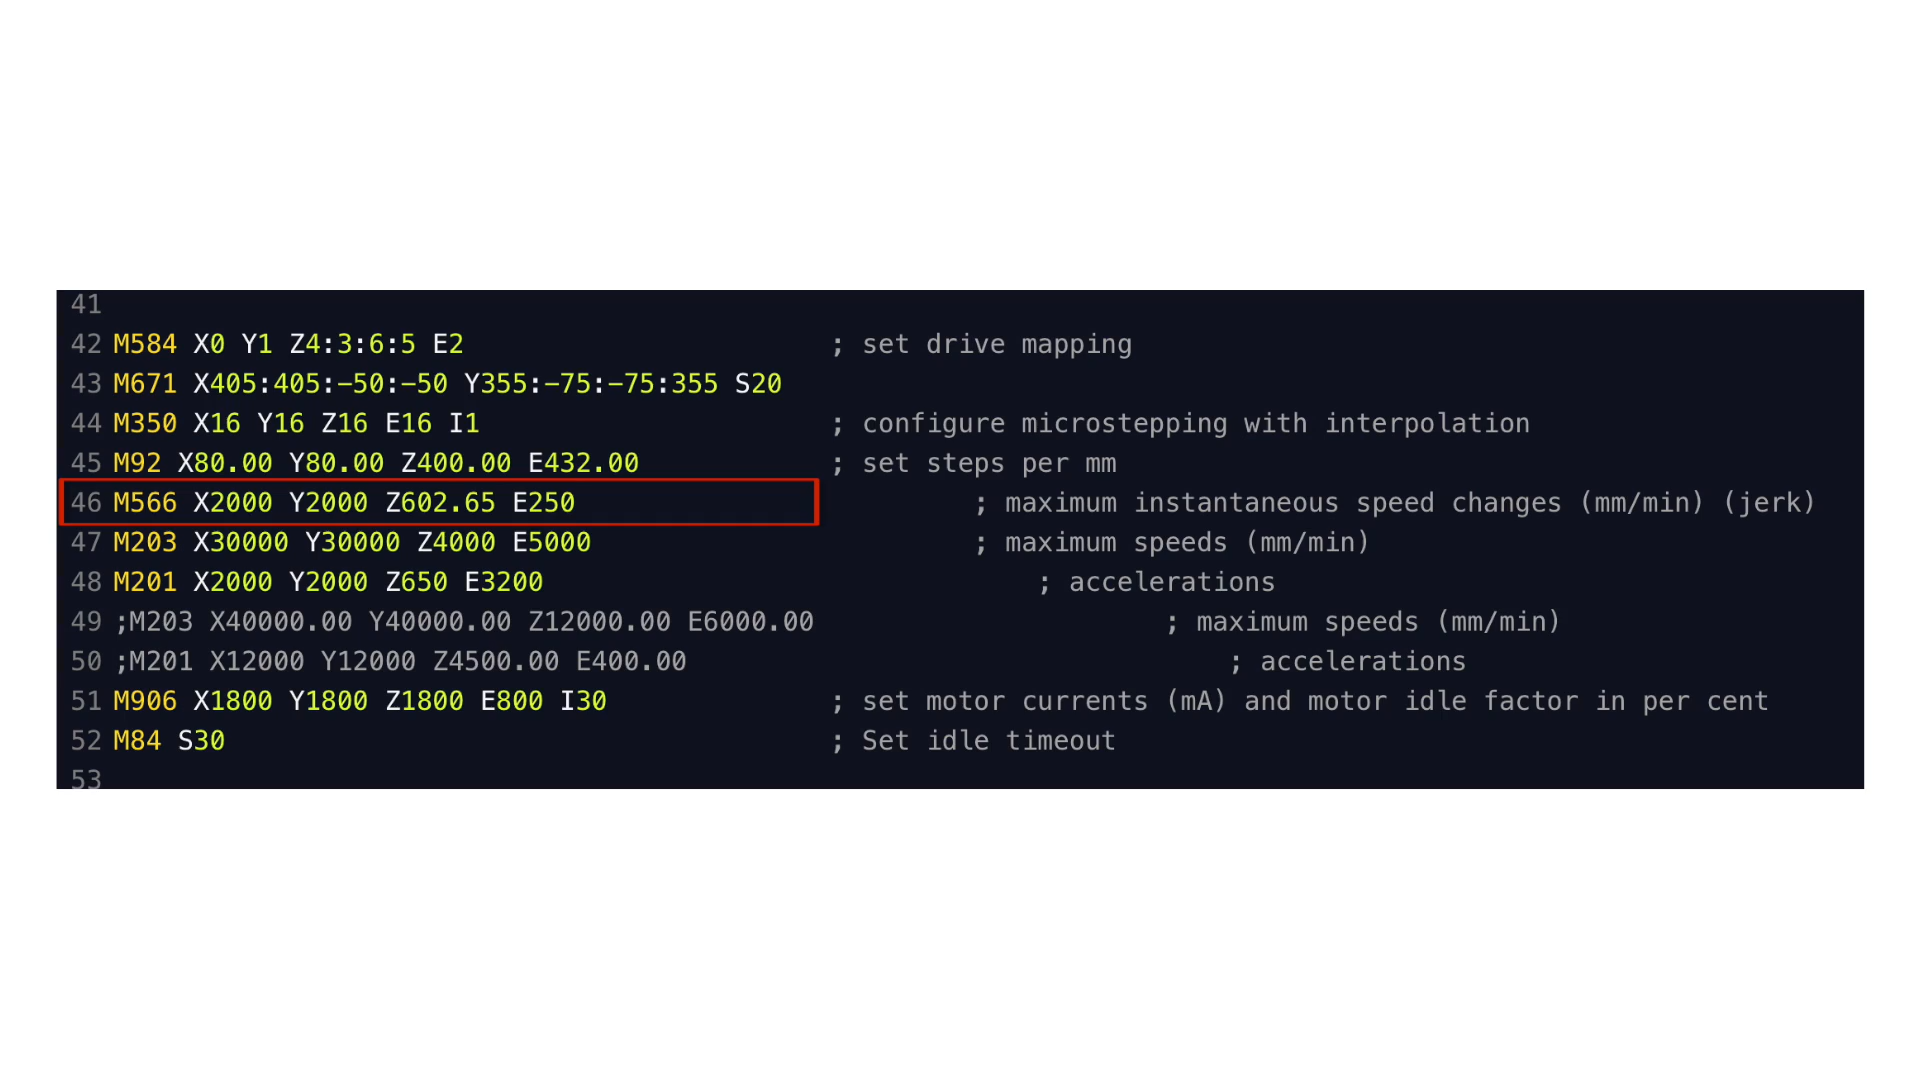 41
42 M584 X0 Y1 Z4:3:6:5 E2 ; set drive mapping
43 M671 X405:405:-50:-50 Y355:-75:-75:355 S20
44 M350 X16 Y16 Z16 E16 I1 ; configure microstepping with interpolation
45 M92 X80.00 Y80.00 Z400.00 E432.00 ; set steps per mm
46 M566 X2000 Y2000 Z602.65 E250 ; maximum instantaneous speed changes (mm/min) (jerk)
47 M203 X30000 Y30000 Z4000 E5000 ; maximum speeds (mm/min)
48 M201 X2000 Y2000 Z650 E3200 ; accelerations
49 ;M203 X40000.00 Y40000.00 Z12000.00 E6000.00 ; maximum speeds (mm/min)
50 ;M201 X12000 Y12000 Z4500.00 E400.00 ; accelerations
51 M906 X1800 Y1800 Z1800 E800 I30 ; set motor currents (mA) and motor idle factor in per cent
52 M84 S30 ; Set idle timeout
53